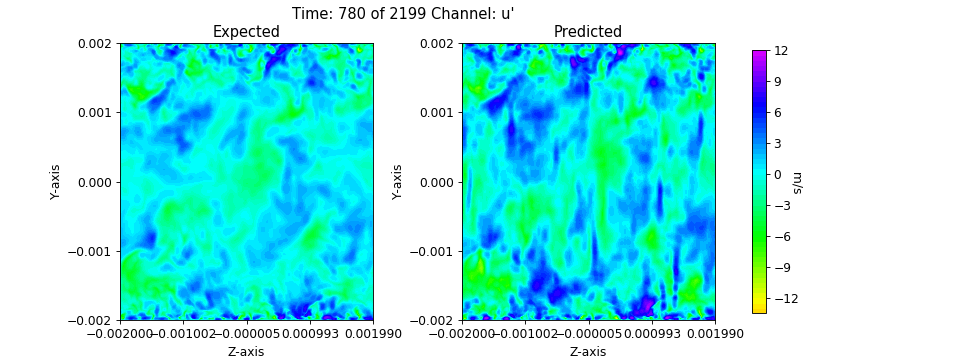 Time: 780 of 2199 Channel: u'
Expected
Predicted
0.002
0.001
0.000
−0.001
−0.002
Y-axis
−0.002000 −0.001002 −0.000005 0.000993 0.001990
Z-axis
0.002
0.001
0.000
−0.001
−0.002
Y-axis
−0.002000 −0.001002 −0.000005 0.000993 0.001990
Z-axis
12
9
6
3
0
−3
−6
−9
−12
m/s